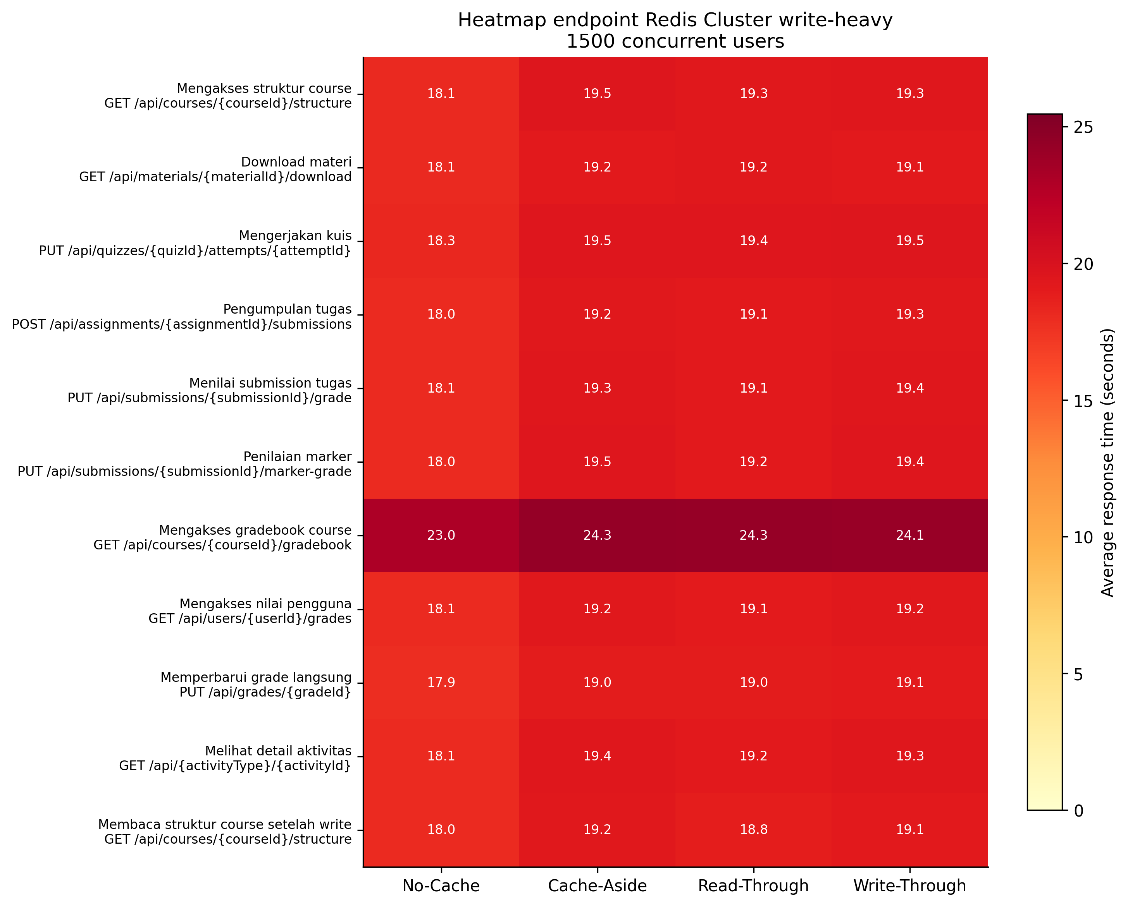 Heatmap endpoint Redis Cluster write-heavy
1500 concurrent users
Mengakses struktur course
GET /api/courses/{courseId}/structure
18.1 19.5 19.3 19.3
Download materi
GET /api/materials/{materialId}/download
18.1 19.2 19.2 19.1
Mengerjakan kuis
PUT /api/quizzes/{quizId}/attempts/{attemptId}
18.3 19.5 19.4 19.5
Pengumpulan tugas
POST /api/assignments/{assignmentId}/submissions
18.0 19.2 19.1 19.3
Menilai submission tugas
PUT /api/submissions/{submissionId}/grade
18.1 19.3 19.1 19.4
Penilaian marker
PUT /api/submissions/{submissionId}/marker-grade
18.0 19.5 19.2 19.4
Mengakses gradebook course
GET /api/courses/{courseId}/gradebook
23.0 24.3 24.3 24.1
Mengakses nilai pengguna
GET /api/users/{userId}/grades
18.1 19.2 19.1 19.2
Memperbarui grade langsung
PUT /api/grades/{gradeId}
17.9 19.0 19.0 19.1
Melihat detail aktivitas
GET /api/{activityType}/{activityId}
18.1 19.4 19.2 19.3
Membaca struktur course setelah write
GET /api/courses/{courseId}/structure
18.0 19.2 18.8 19.1
No-Cache Cache-Aside Read-Through Write-Through
25
20
15
10
5
0
Average response time (seconds)